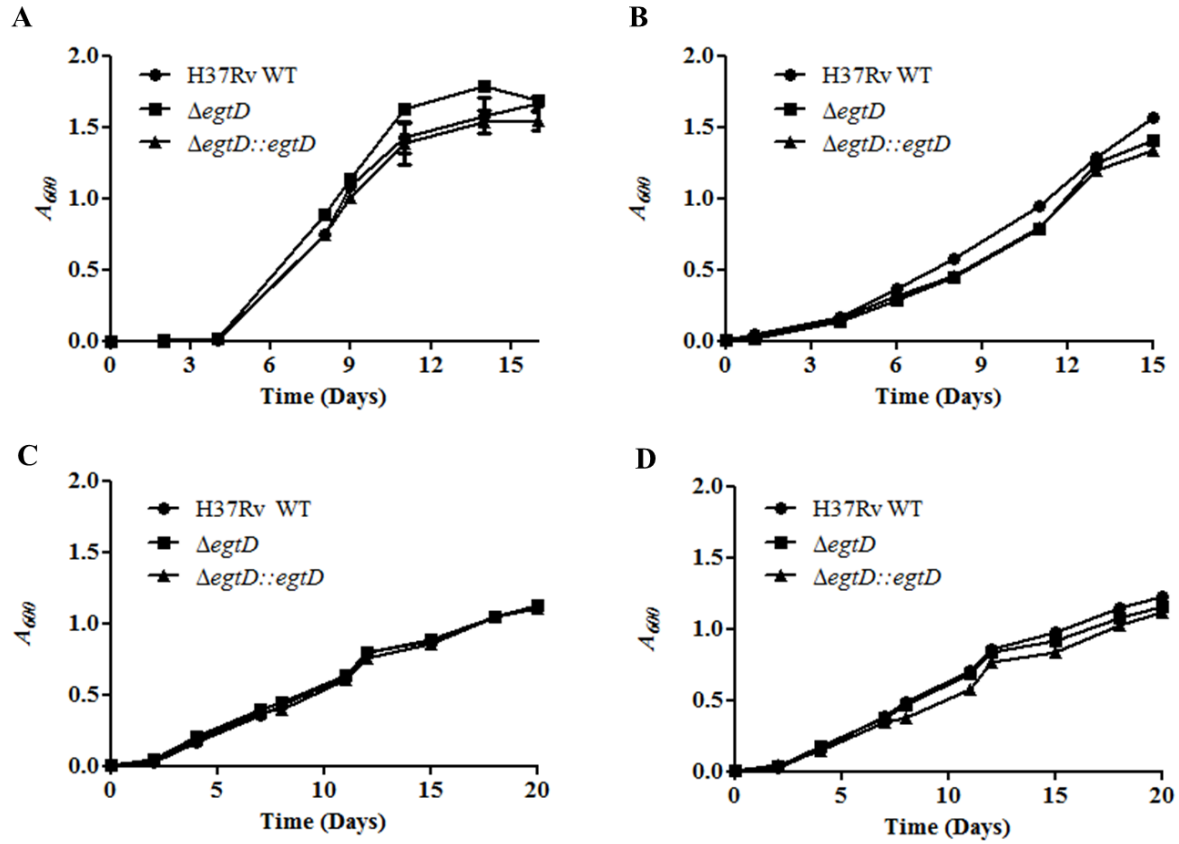 A
2.0
1.5
1.0
0.5
0.0
A600
H37Rv WT
ΔegtD
ΔegtD::egtD
0 3 6 9 12 15
Time (Days)
B
2.0
1.5
1.0
0.5
0.0
A600
H37Rv WT
ΔegtD
ΔegtD::egtD
0 3 6 9 12 15
Time (Days)
C
2.0
1.5
1.0
0.5
0.0
A600
H37Rv WT
ΔegtD
ΔegtD::egtD
0 5 10 15 20
Time (Days)
D
2.0
1.5
1.0
0.5
0.0
A600
H37Rv WT
ΔegtD
ΔegtD::egtD
0 5 10 15 20
Time (Days)